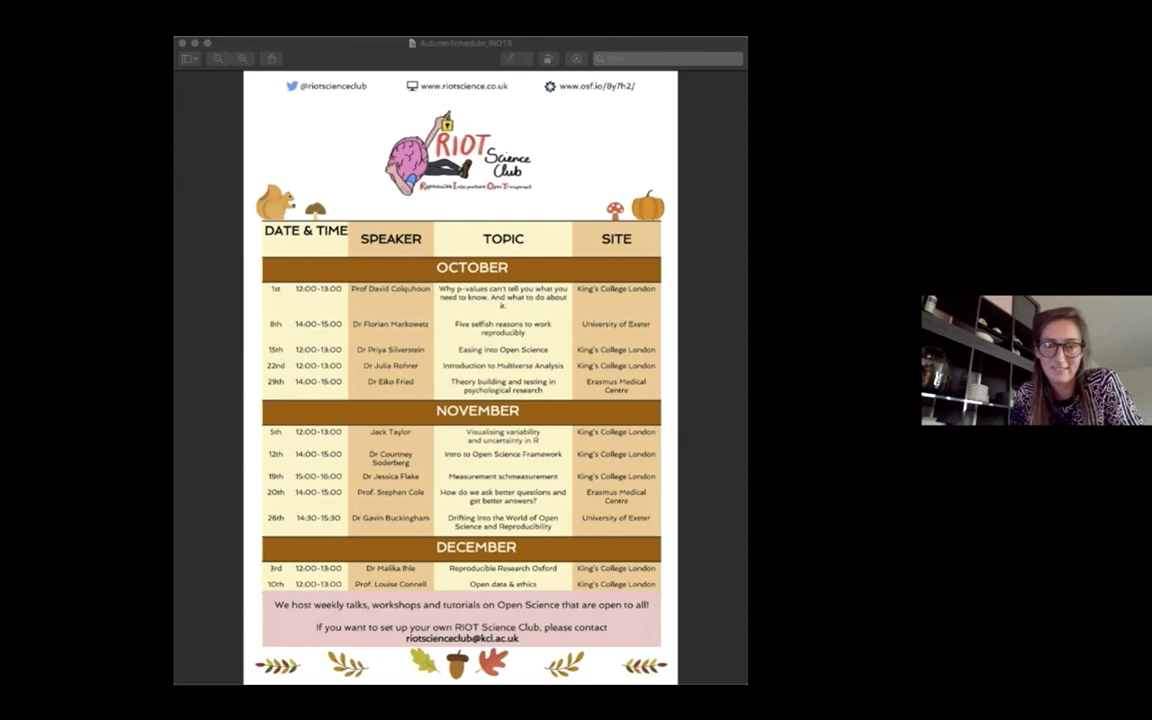 AutumnSchedule_RIOTS
@riotscienceclub www.riotscience.co.uk www.osf.io/8y7h2/
RIOT
Science
Club
Reproducible Interpretable Open Transparent
DATE & TIME SPEAKER TOPIC SITE
OCTOBER
1st 12:00-13:00 Prof David Colquhoun Why p-values can't tell you what you King's College London
need to know. And what to do about
it.
8th 14:00-15:00 Dr Florian Markowetz Five selfish reasons to work University of Exeter
reproducibly
15th 12:00-13:00 Dr Priya Silverstein Easing into Open Science King's College London
22nd 12:00-13:00 Dr Julia Rohrer Introduction to Multiverse Analysis King's College London
29th 14:00-15:00 Dr Eiko Fried Theory building and testing in Erasmus Medical
psychological research Centre
NOVEMBER
5th 12:00-13:00 Jack Taylor Visualising variability King's College London
and uncertainty in R
12th 14:00-15:00 Dr Courtney Intro to Open Science Framework King's College London
Soderberg
19th 15:00-16:00 Dr Jessica Flake Measurement schmeasurement King's College London
20th 14:00-15:00 Prof. Stephen Cole How do we ask better questions and Erasmus Medical
get better answers? Centre
26th 14:30-15:30 Dr Gavin Buckingham Drifting Into the World of Open University of Exeter
Science and Reproducibility
DECEMBER
3rd 12:00-13:00 Dr Malika Ihle Reproducible Research Oxford King's College London
10th 12:00-13:00 Prof. Louise Connell Open data & ethics King's College London
We host weekly talks, workshops and tutorials on Open Science that are open to all!
If you want to set up your own RIOT Science Club, please contact
riotscienceclub@kcl.ac.uk